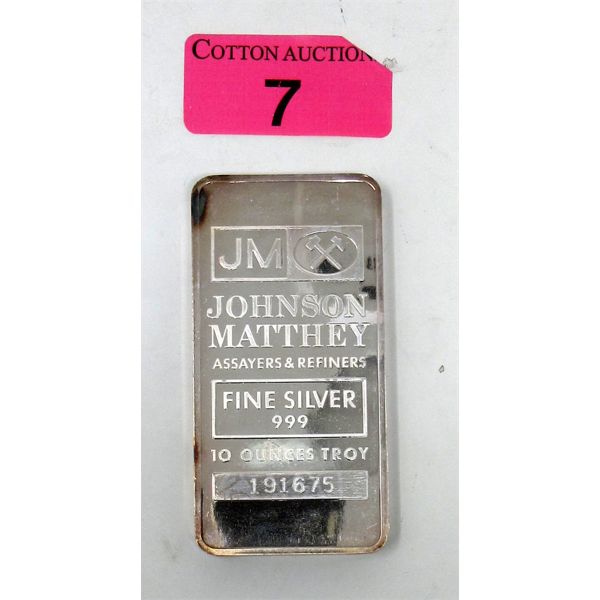 COTTON AUCTION
7
JM
JOHNSON
MATTHEY
ASSAYERS & REFINERS
FINE SILVER
999
10 OUNCES TROY
191675